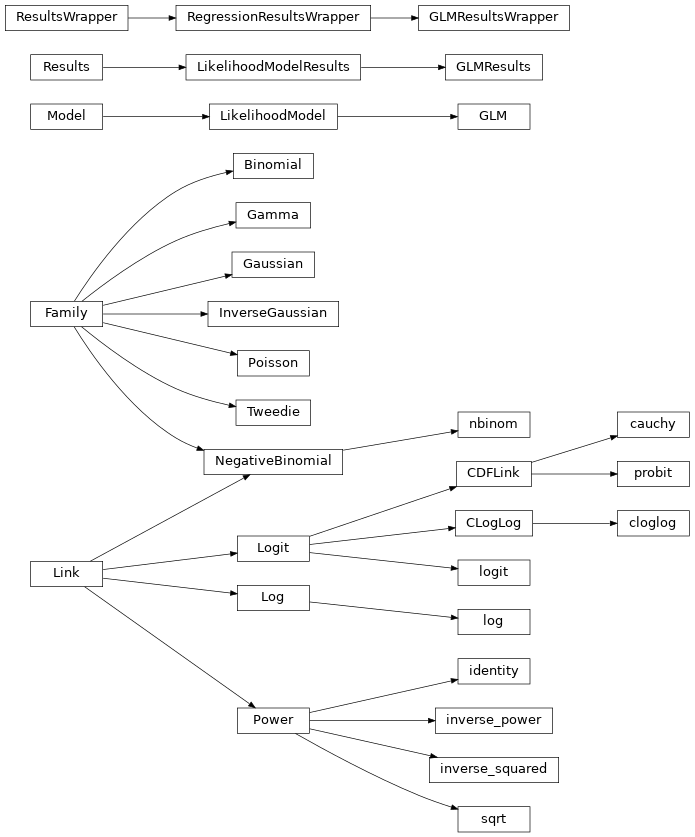 ResultsWrapper
RegressionResultsWrapper
GLMResultsWrapper
Results
LikelihoodModelResults
GLMResults
Model
LikelihoodModel
GLM
Binomial
Gamma
Gaussian
Family
InverseGaussian
Poisson
Tweedie
nbinom
cauchy
NegativeBinomial
CDFLink
probit
CLogLog
cloglog
Logit
Link
logit
Log
log
identity
Power
inverse_power
inverse_squared
sqrt